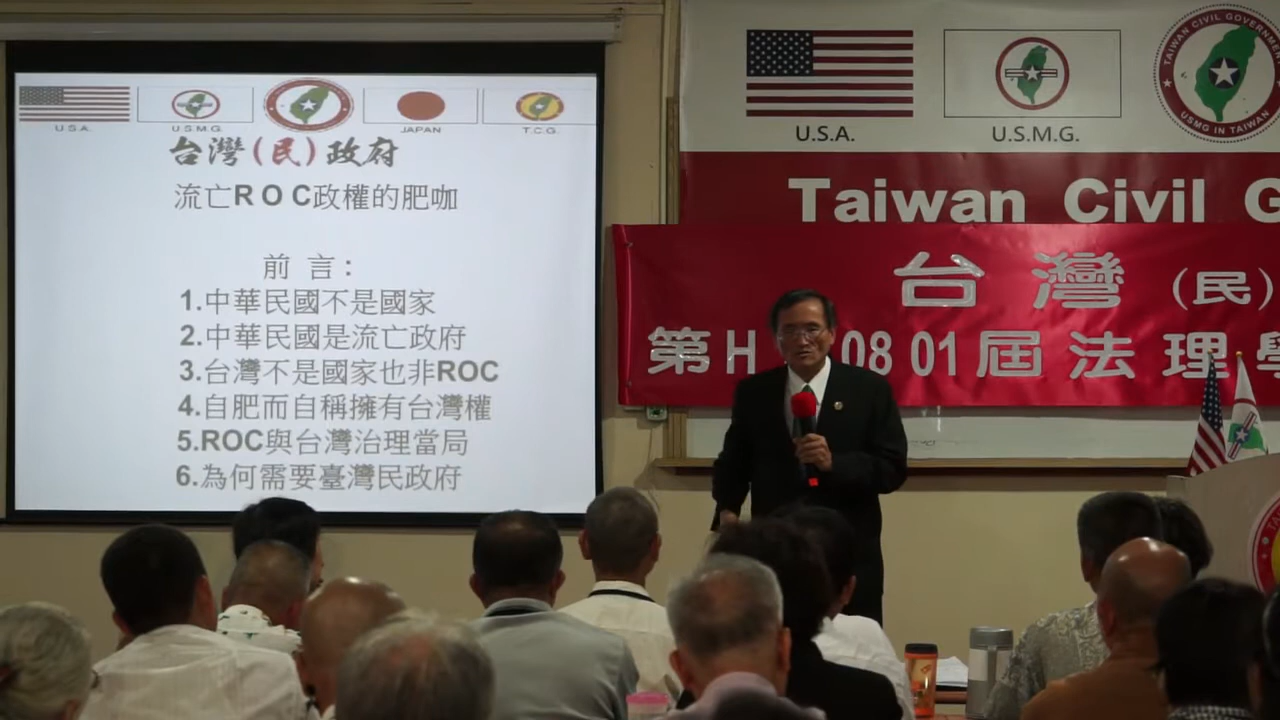 U.S.A.
U.S.M.G.
JAPAN
T.C.G.
台灣(民)政府
流亡R O C政權的肥咖
前 言:
1.中華民國不是國家
2.中華民國是流亡政府
3.台灣不是國家也非ROC
4.自肥而自稱擁有台灣權
5.ROC與台灣治理當局
6.為何需要臺灣民政府
U.S.A.
U.S.M.G.
TAIWAN CIVIL GOVERNMENT
USMG IN TAIWAN
Taiwan Civil G
台灣(民)
第H 08 01屆法理學